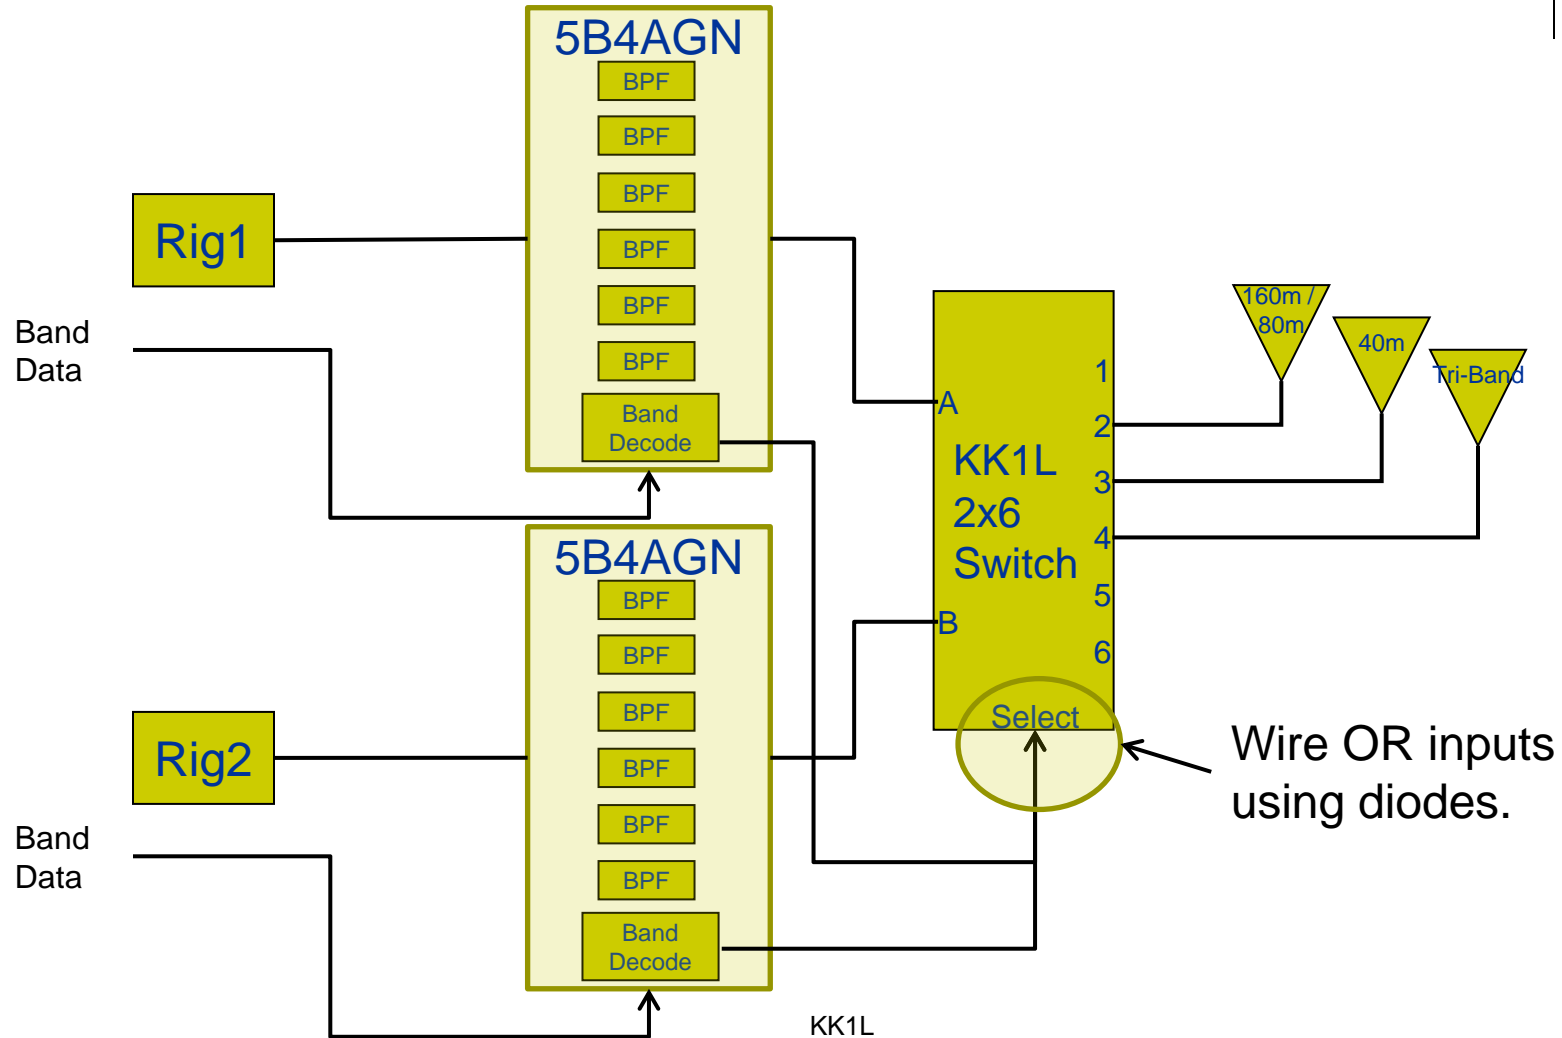 5B4AGN
BPF
BPF
BPF
BPF
BPF
BPF
Band
Decode
Rig1
Band
Data
5B4AGN
BPF
BPF
BPF
BPF
BPF
BPF
Band
Decode
Rig2
Band
Data
A
B
KK1L
2x6
Switch
1
2
3
4
5
6
Select
160m /
80m
40m
Tri-Band
Wire OR inputs
using diodes.
KK1L